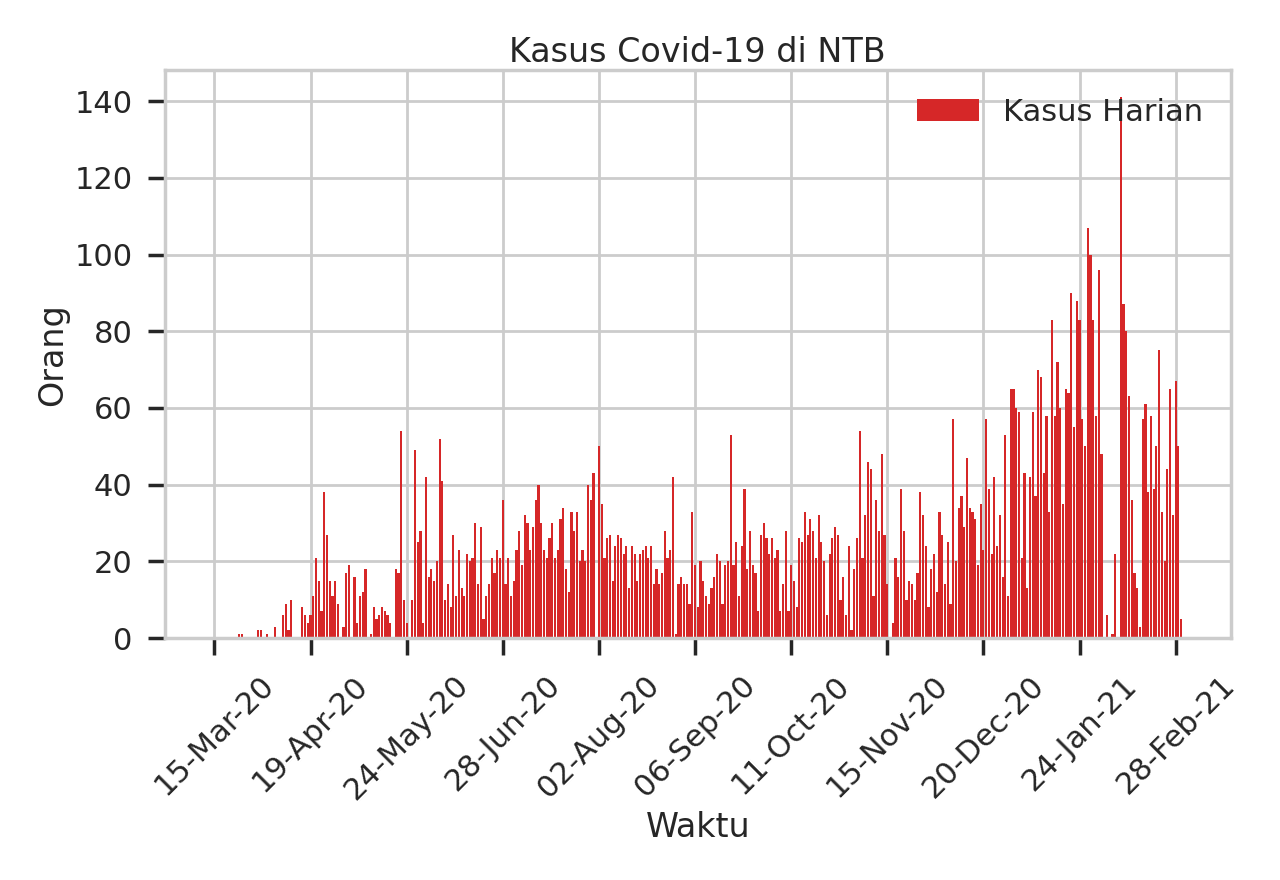 Kasus Covid-19 di NTB
Kasus Harian
140
120
100
80
60
40
20
0
Orang
15-Mar-20
19-Apr-20
24-May-20
28-Jun-20
02-Aug-20
06-Sep-20
11-Oct-20
15-Nov-20
20-Dec-20
24-Jan-21
28-Feb-21
Waktu